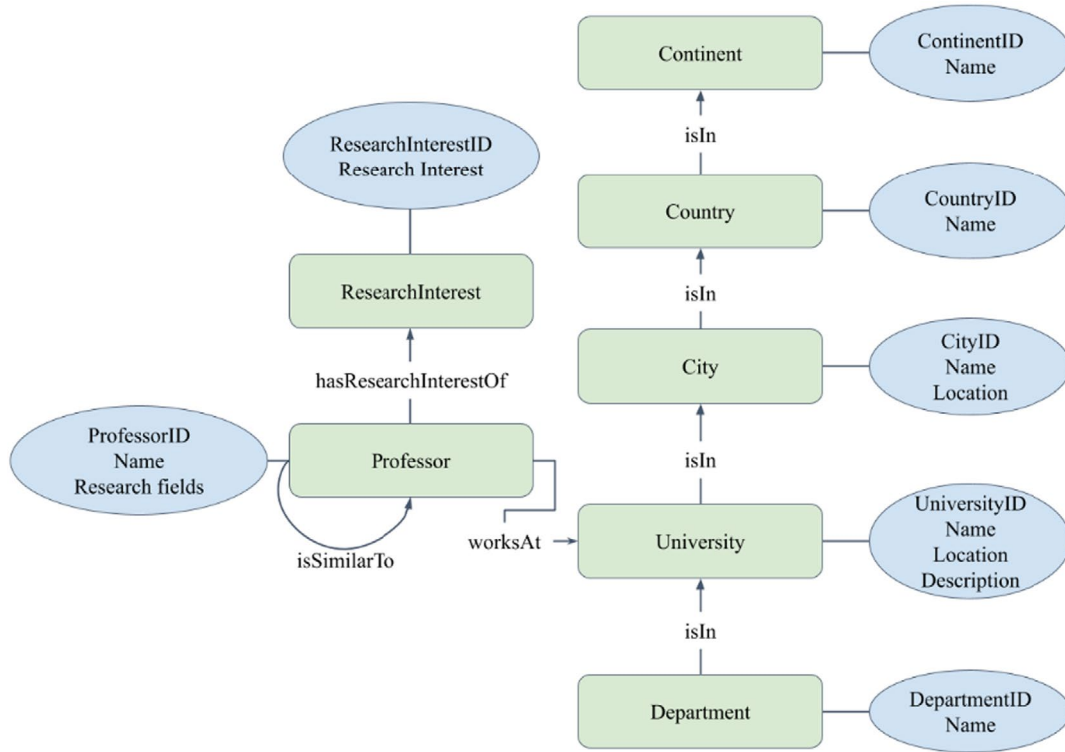 Continent
ContinentID
Name
isIn
ResearchInterestID
Research Interest
Country
CountryID
Name
ResearchInterest
isIn
City
CityID
Name
Location
hasResearchInterestOf
ProfessorID
Name
Research fields
Professor
isIn
isSimilarTo
worksAt
University
UniversityID
Name
Location
Description
isIn
Department
DepartmentID
Name